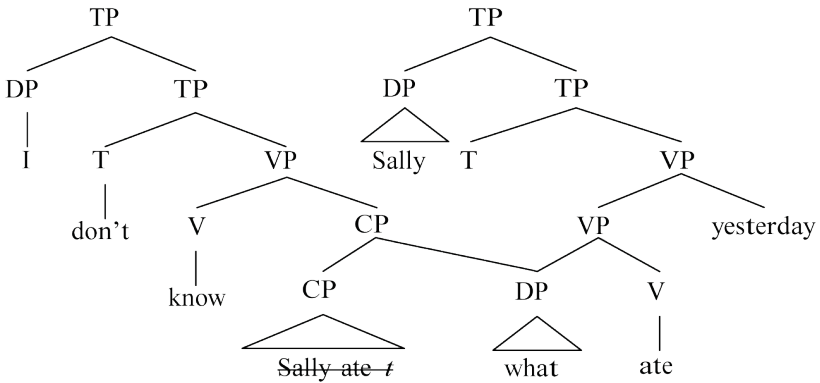 TP TP
DP TP DP TP
I T VP Sally T VP
don't V CP VP yesterday
know CP DP V
Sally ate t what ate